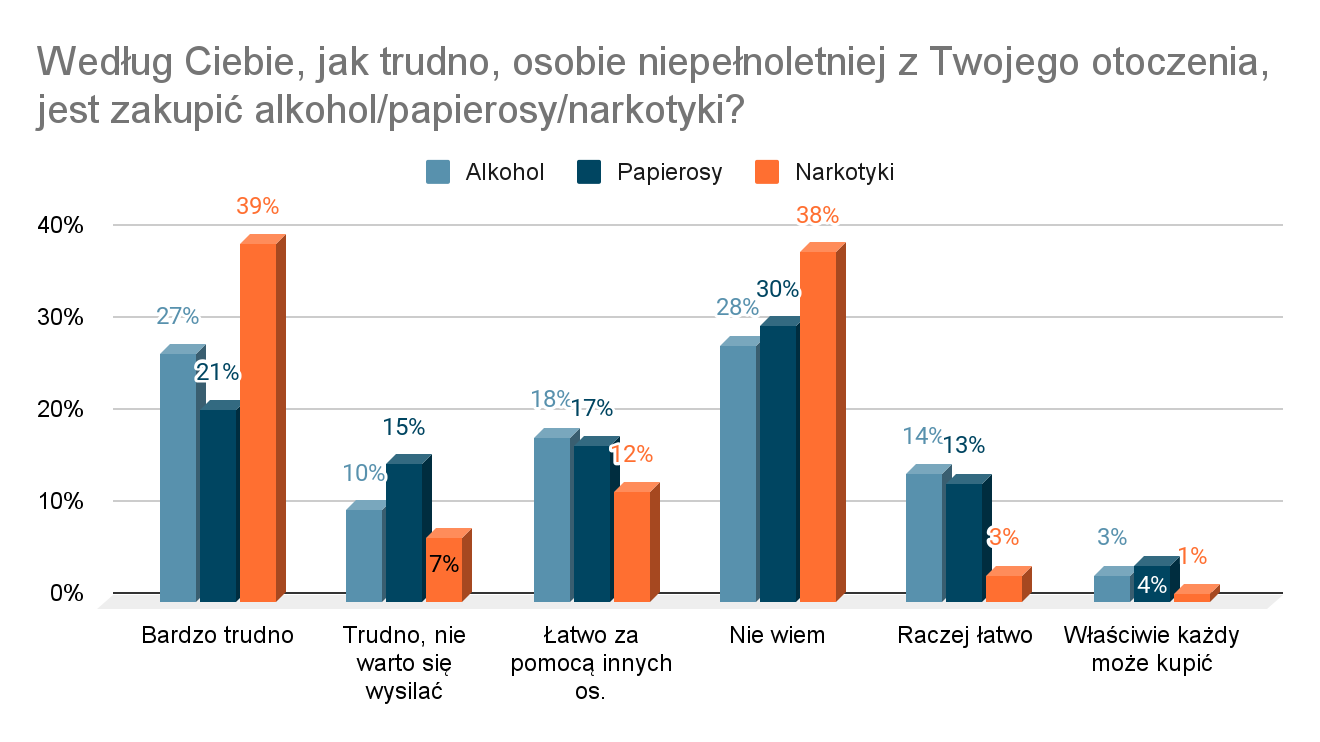 Według Ciebie, jak trudno, osobie niepełnoletniej z Twojego otoczenia,
jest zakupić alkohol/papierosy/narkotyki?
Alkohol Papierosy Narkotyki
40%
30%
20%
10%
0%
27% 21% 39%
10% 15% 7%
18% 17% 12%
28% 30% 38%
14% 13% 3%
3% 4% 1%
Bardzo trudno
Trudno, nie
warto się
wysilać
Łatwo za
pomocą innych
os.
Nie wiem
Raczej łatwo
Właściwie każdy
może kupić